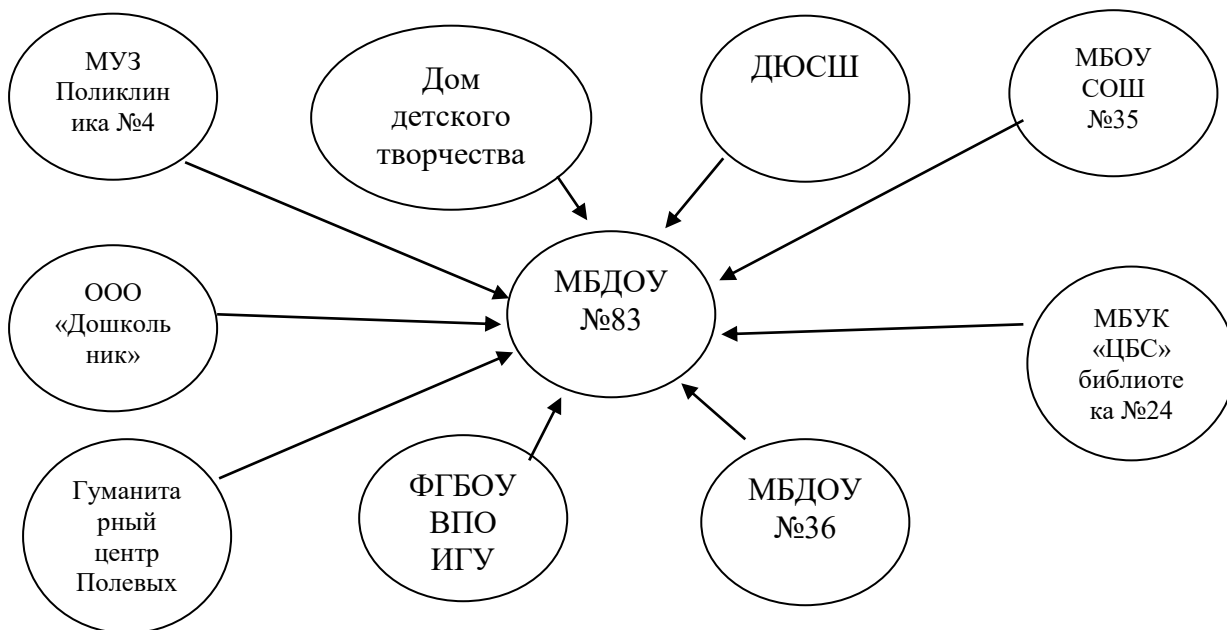 МУЗ
Поликлин
ика №4
Дом
детского
творчества
ДЮСШ
МБОУ
СОШ
№35
ООО
«Дошколь
ник»
МБДОУ
№83
МБУК
«ЦБС»
библиоте
ка №24
Гуманита
рный
центр
Полевых
ФГБОУ
ВПО
ИГУ
МБДОУ
№36